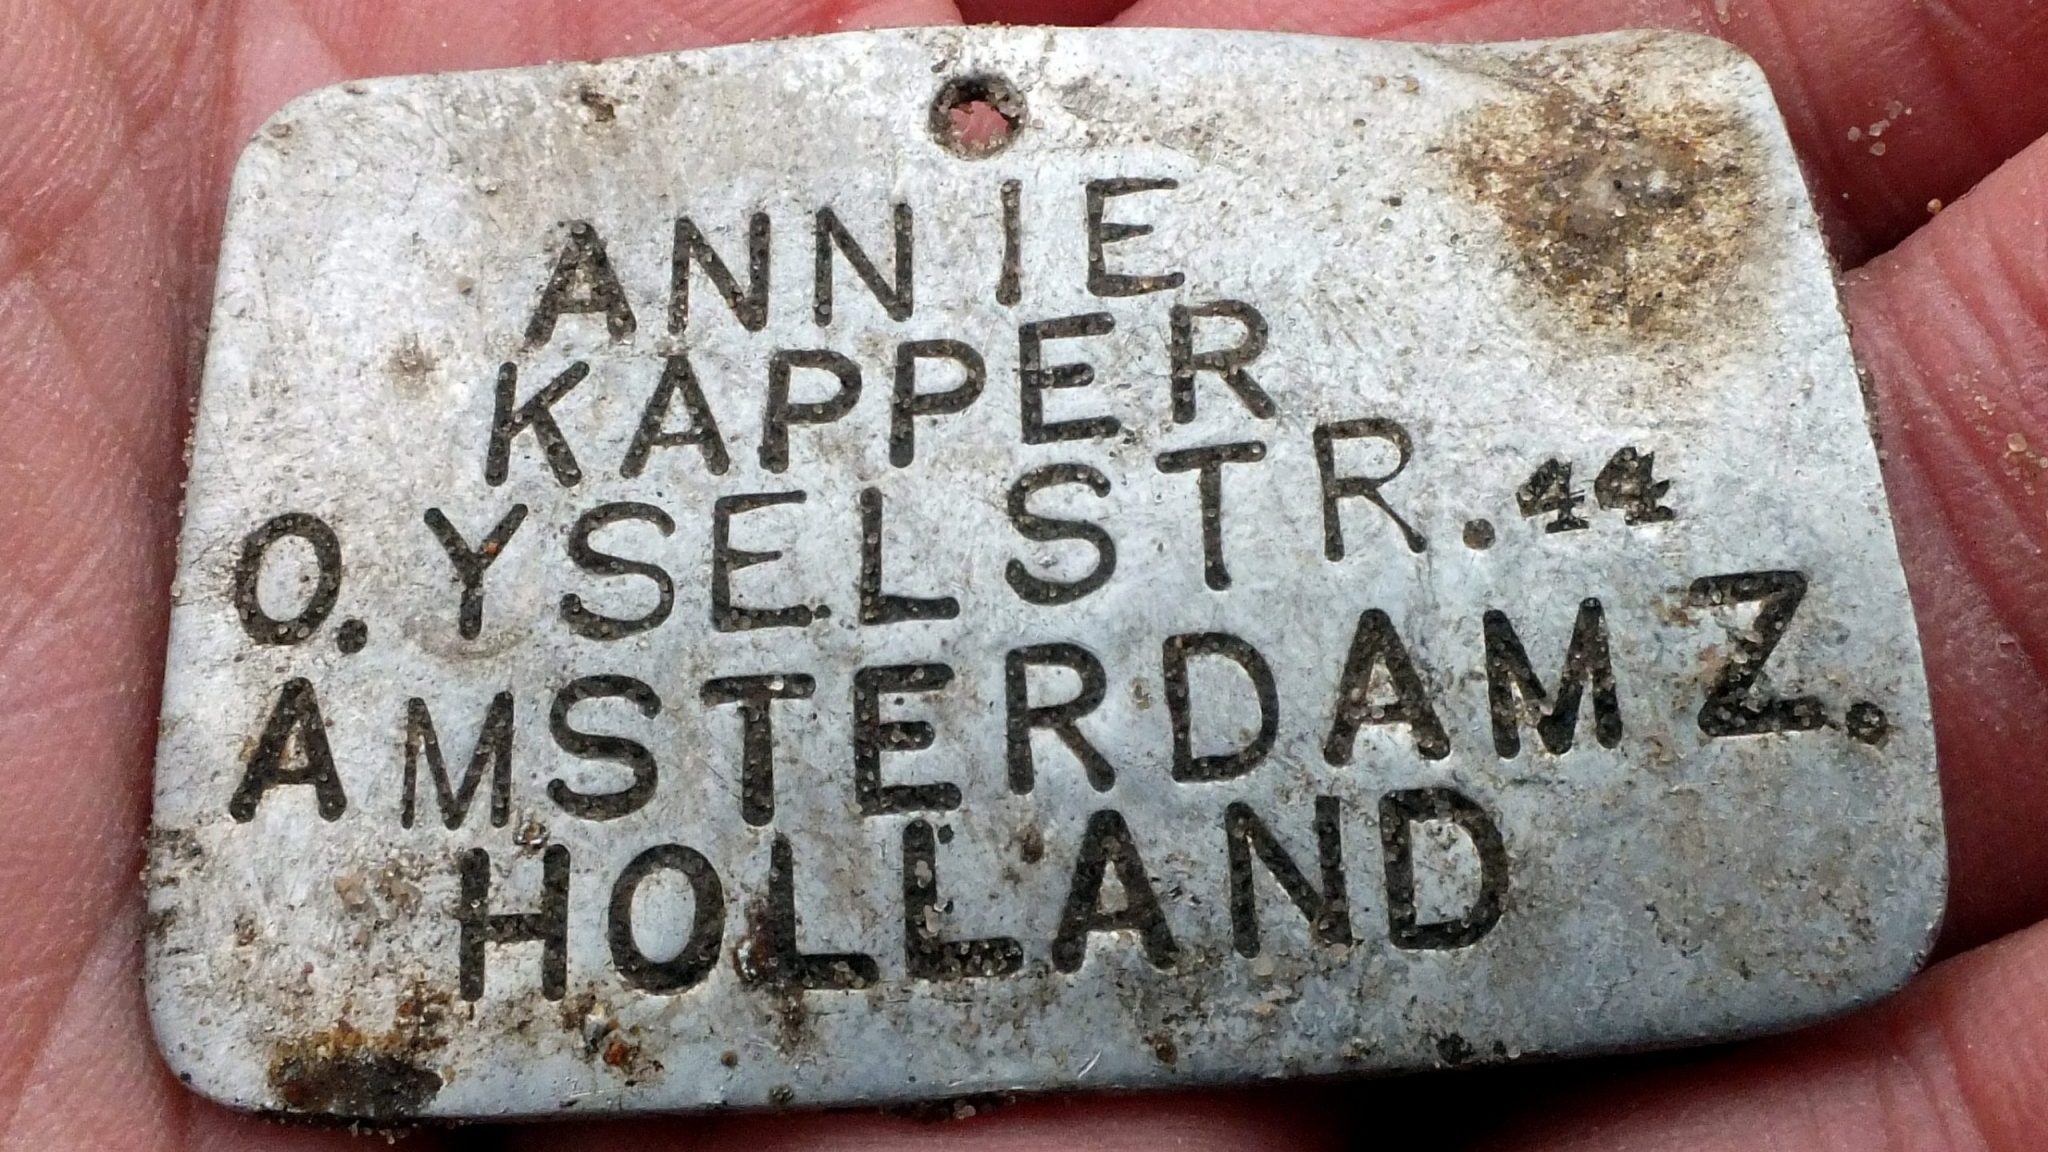 ANNIE
KAPPER
O. YSELSTR. 44
AMSTERDAM Z.
HOLLAND